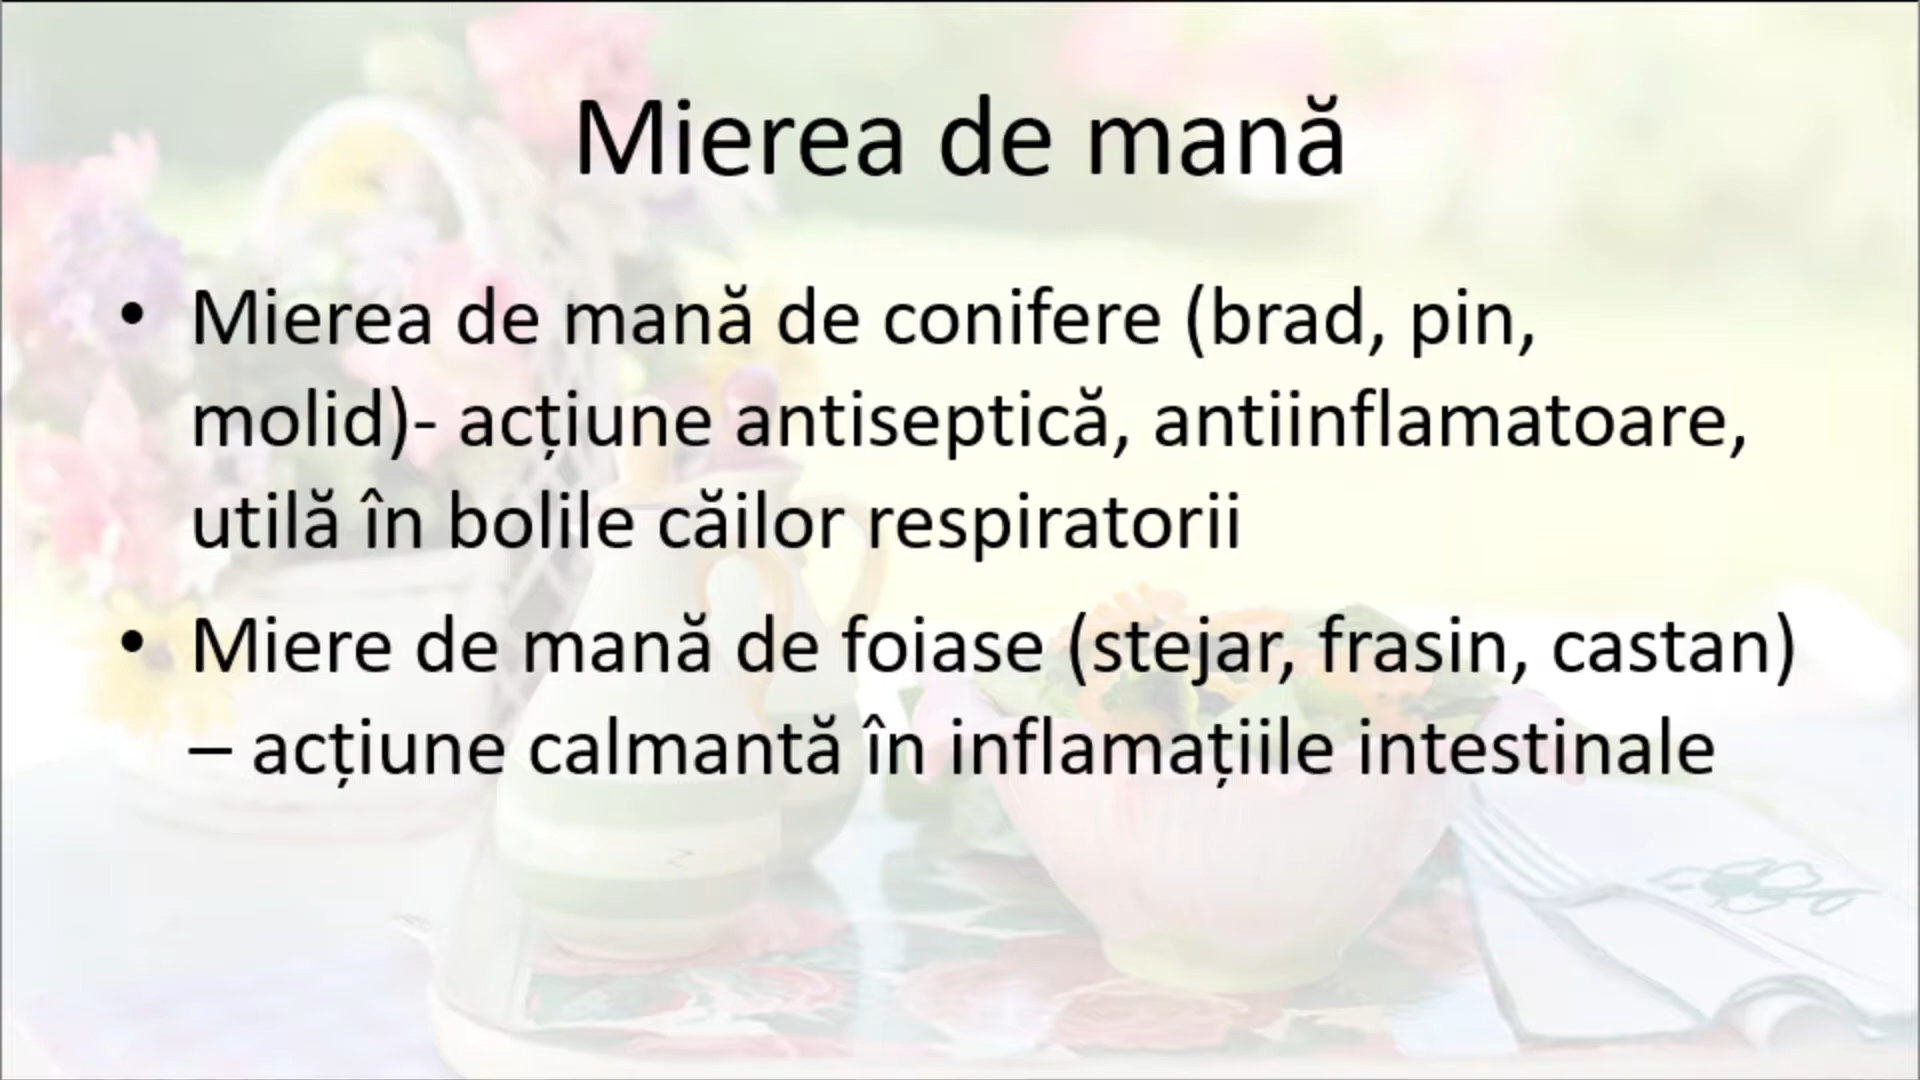 Mierea de mană
• Mierea de mană de conifere (brad, pin,
molid)- acțiune antiseptică, antiinflamatoare,
utilă în bolile căilor respiratorii
• Miere de mană de foiase (stejar, frasin, castan)
– acțiune calmantă în inflamațiile intestinale